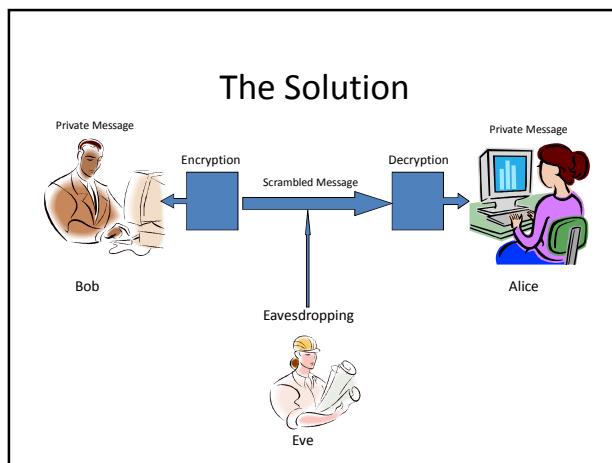 The Solution
Private Message
Private Message
Encryption
Decryption
Scrambled Message
Bob
Alice
Eavesdropping
Eve